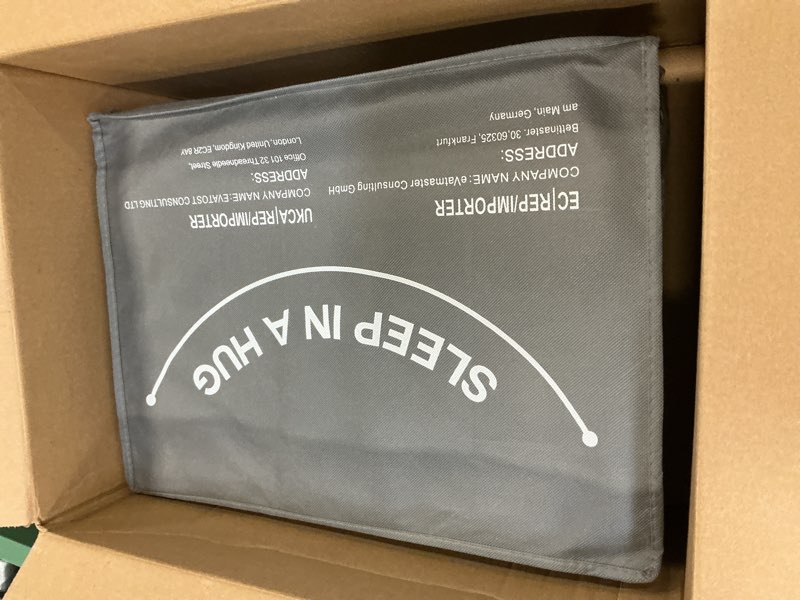 SLEEP IN A HUG
EC|REP/IMPORTER
COMPANY NAME:eVatmaster Consulting GmbH
ADDRESS:
Bettinaster. 30,60325, Frankfurt
am Main, Germany
UKCA|REP/IMPORTER
COMPANY NAME:EVATOST CONSULTING LTD
ADDRESS:
Office 101 32 Threadneedle Street,
London, United Kingdom, EC2R 8AY